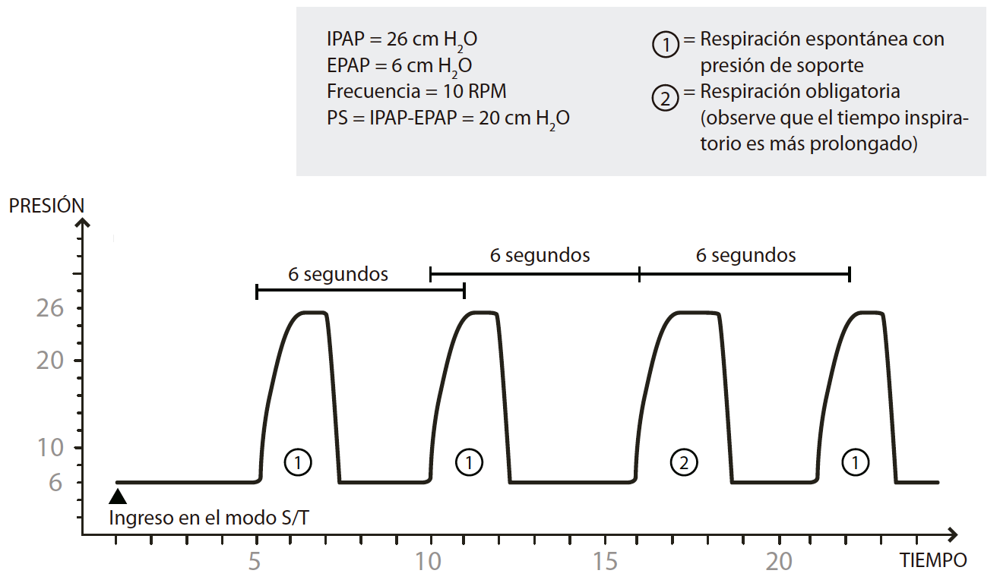 IPAP = 26 cm H2O
EPAP = 6 cm H2O
Frecuencia = 10 RPM
PS = IPAP-EPAP = 20 cm H2O
1 = Respiración espontánea con
presión de soporte
2 = Respiración obligatoria
(observe que el tiempo inspira-
torio es más prolongado)
PRESIÓN
6 segundos
6 segundos
6 segundos
26
20
10
6
1
1
2
1
Ingreso en el modo S/T
5
10
15
20
TIEMPO